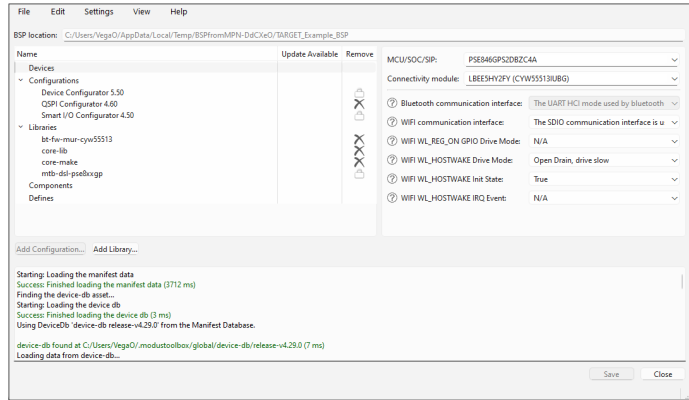 File Edit Settings View Help
BSP location: C:/Users/VegaO/AppData/Local/Temp/BSPfromMPN-DdCXeO/TARGET_Example_BSP
Name Update Available Remove
Devices
Configurations
Device Configurator 5.50
QSPI Configurator 4.60
Smart I/O Configurator 4.50
Libraries
bt-fw-mur-cyw55513
core-lib
core-make
mtb-dsl-pse8xxgp
Components
Defines
MCU/SOC/SIP: PSE846GPS2DBZC4A
Connectivity module: LBEE5HY2FY (CYW55513IUBG)
Bluetooth communication interface: The UART HCI mode used by bluetooth
WIFI communication interface: The SDIO communication interface is u
WIFI WL_REG_ON GPIO Drive Mode: N/A
WIFI WL_HOSTWAKE Drive Mode: Open Drain, drive slow
WIFI WL_HOSTWAKE Init State: True
WIFI WL_HOSTWAKE IRQ Event: N/A
Add Configuration... Add Library...
Starting: Loading the manifest data
Success: Finished loading the manifest data (3712 ms)
Finding the device-db asset...
Starting: Loading the device db
Success: Finished loading the device db (3 ms)
Using DeviceDb 'device-db release-v4.29.0' from the Manifest Database.
device-db found at C:/Users/VegaO/.modustoolbox/global/device-db/release-v4.29.0 (7 ms)
Loading data from device-db...
Save Close